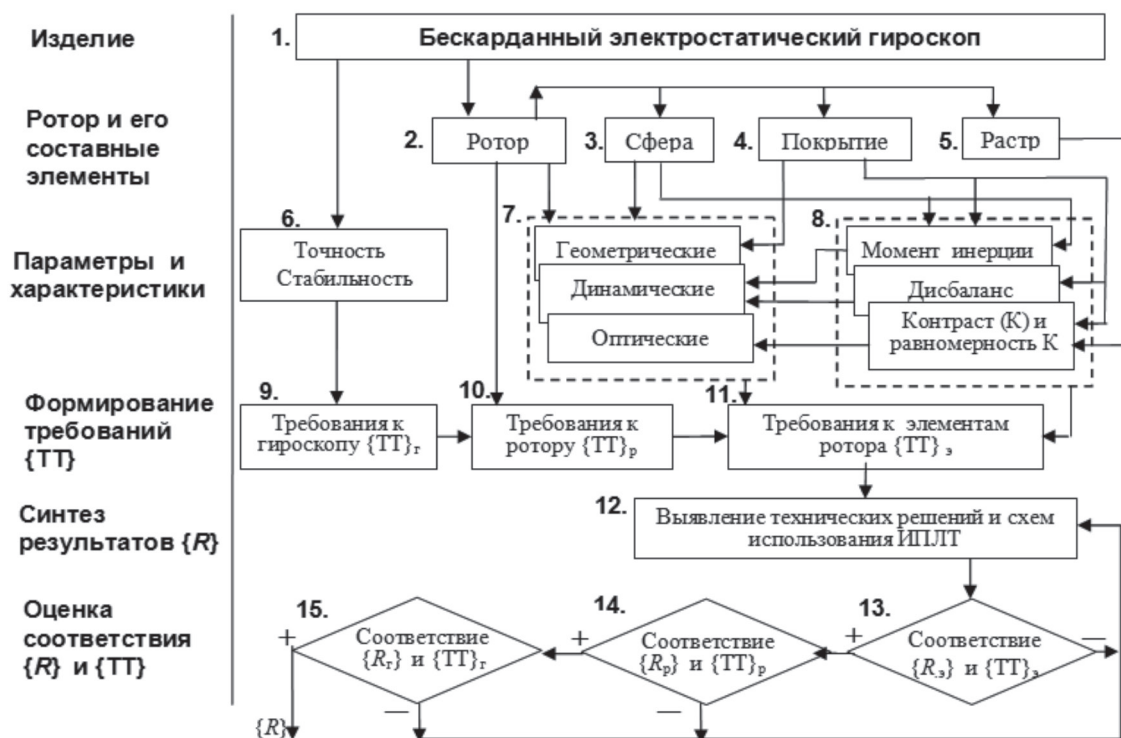 Изделие
1.
Бескарданный электростатический гироскоп
Ротор и его
составные
элементы
2.
Ротор
3.
Сфера
4.
Покрытие
5.
Растр
Параметры и
характеристики
6.
Точность
Стабильность
7.
Геометрические
Динамические
Оптические
8.
Момент инерции
Дисбаланс
Контраст (К) и
равномерность К
Формирование
требований
{ТТ}
9.
Требования к
гироскопу {ТТ}г
10.
Требования к
ротору {ТТ}р
11.
Требования к элементам
ротора {ТТ} э
Синтез
результатов {R}
12.
Выявление технических решений и схем
использования ИПЛТ
Оценка
соответствия
{R} и {ТТ}
15.
+
Соответствие
{Rг} и {ТТ}г
—
{R}
14.
+
Соответствие
{Rр} и {ТТ}р
—
13.
+
Соответствие
{R.э} и {ТТ}э
—